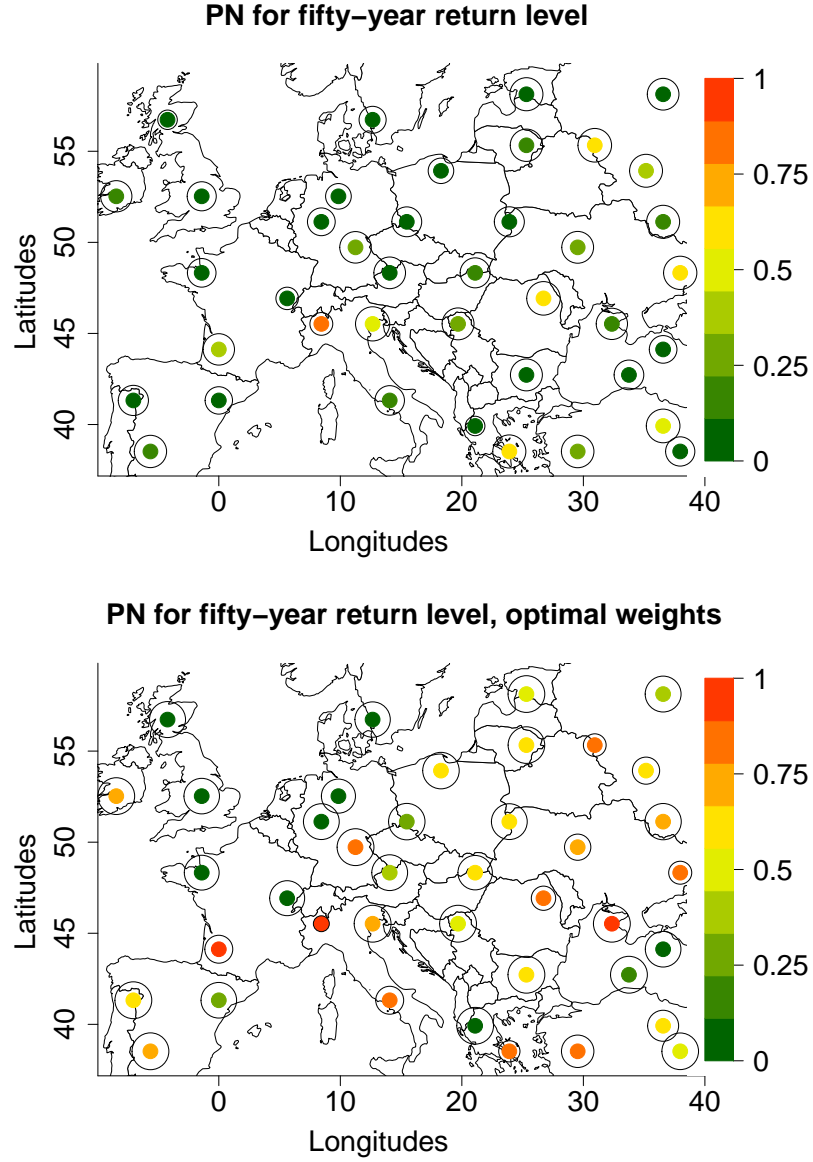 PN for fifty−year return level
Latitudes
55
50
45
40
0 10 20 30 40
Longitudes
1
0.75
0.5
0.25
0
PN for fifty−year return level, optimal weights
Latitudes
55
50
45
40
0 10 20 30 40
Longitudes
1
0.75
0.5
0.25
0